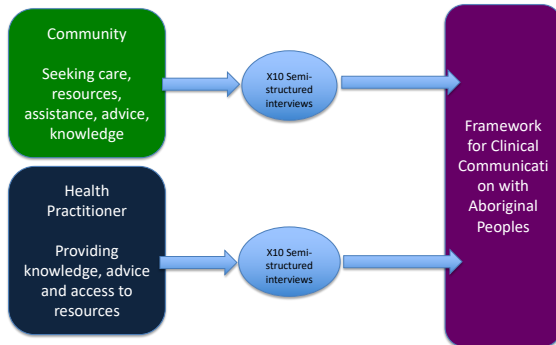 Community
Seeking care,
resources,
assistance, advice,
knowledge
X10 Semi-
structured
interviews
Health
Practitioner
Providing
knowledge, advice
and access to
resources
X10 Semi-
structured
interviews
Framework
for Clinical
Communicati
on with
Aboriginal
Peoples